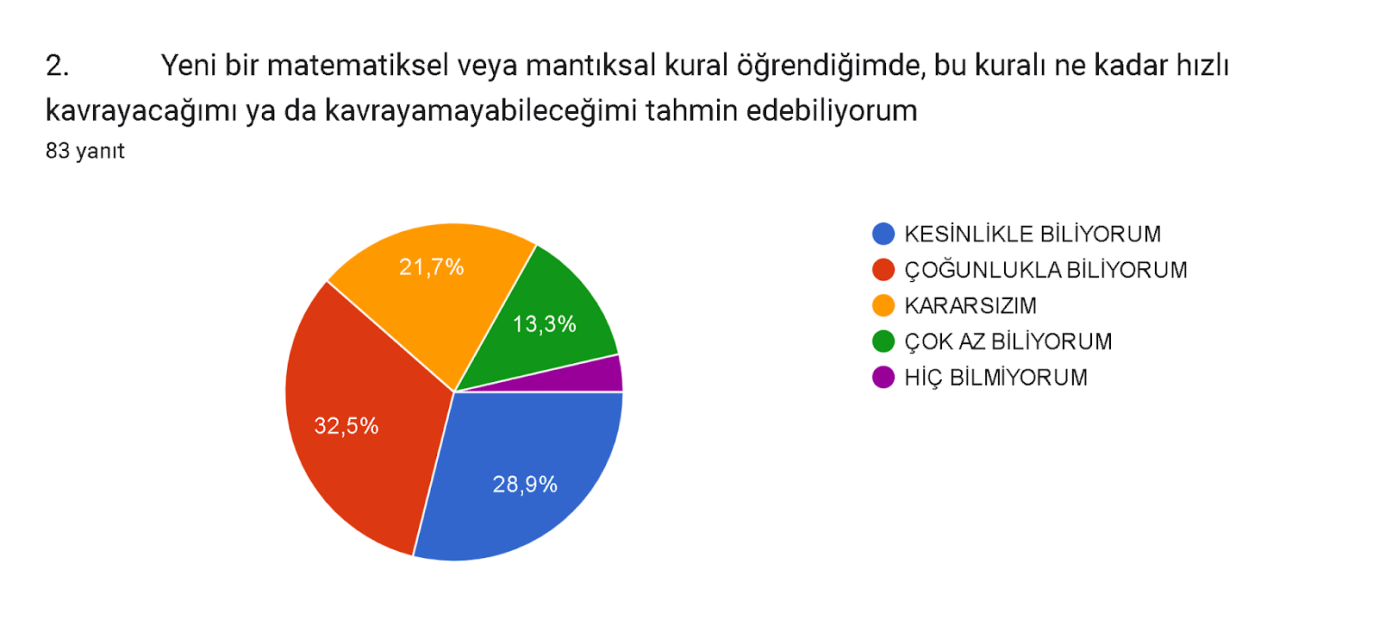 2. Yeni bir matematiksel veya mantıksal kural öğrendiğimde, bu kuralı ne kadar hızlı
kavrayacağımı ya da kavrayamayabileceğimi tahmin edebiliyorum
83 yanıt
21,7%
13,3%
32,5%
28,9%
KESİNLİKLE BİLİYORUM
ÇOĞUNLUKLA BİLİYORUM
KARARSIZIM
ÇOK AZ BİLİYORUM
HİÇ BİLMİYORUM